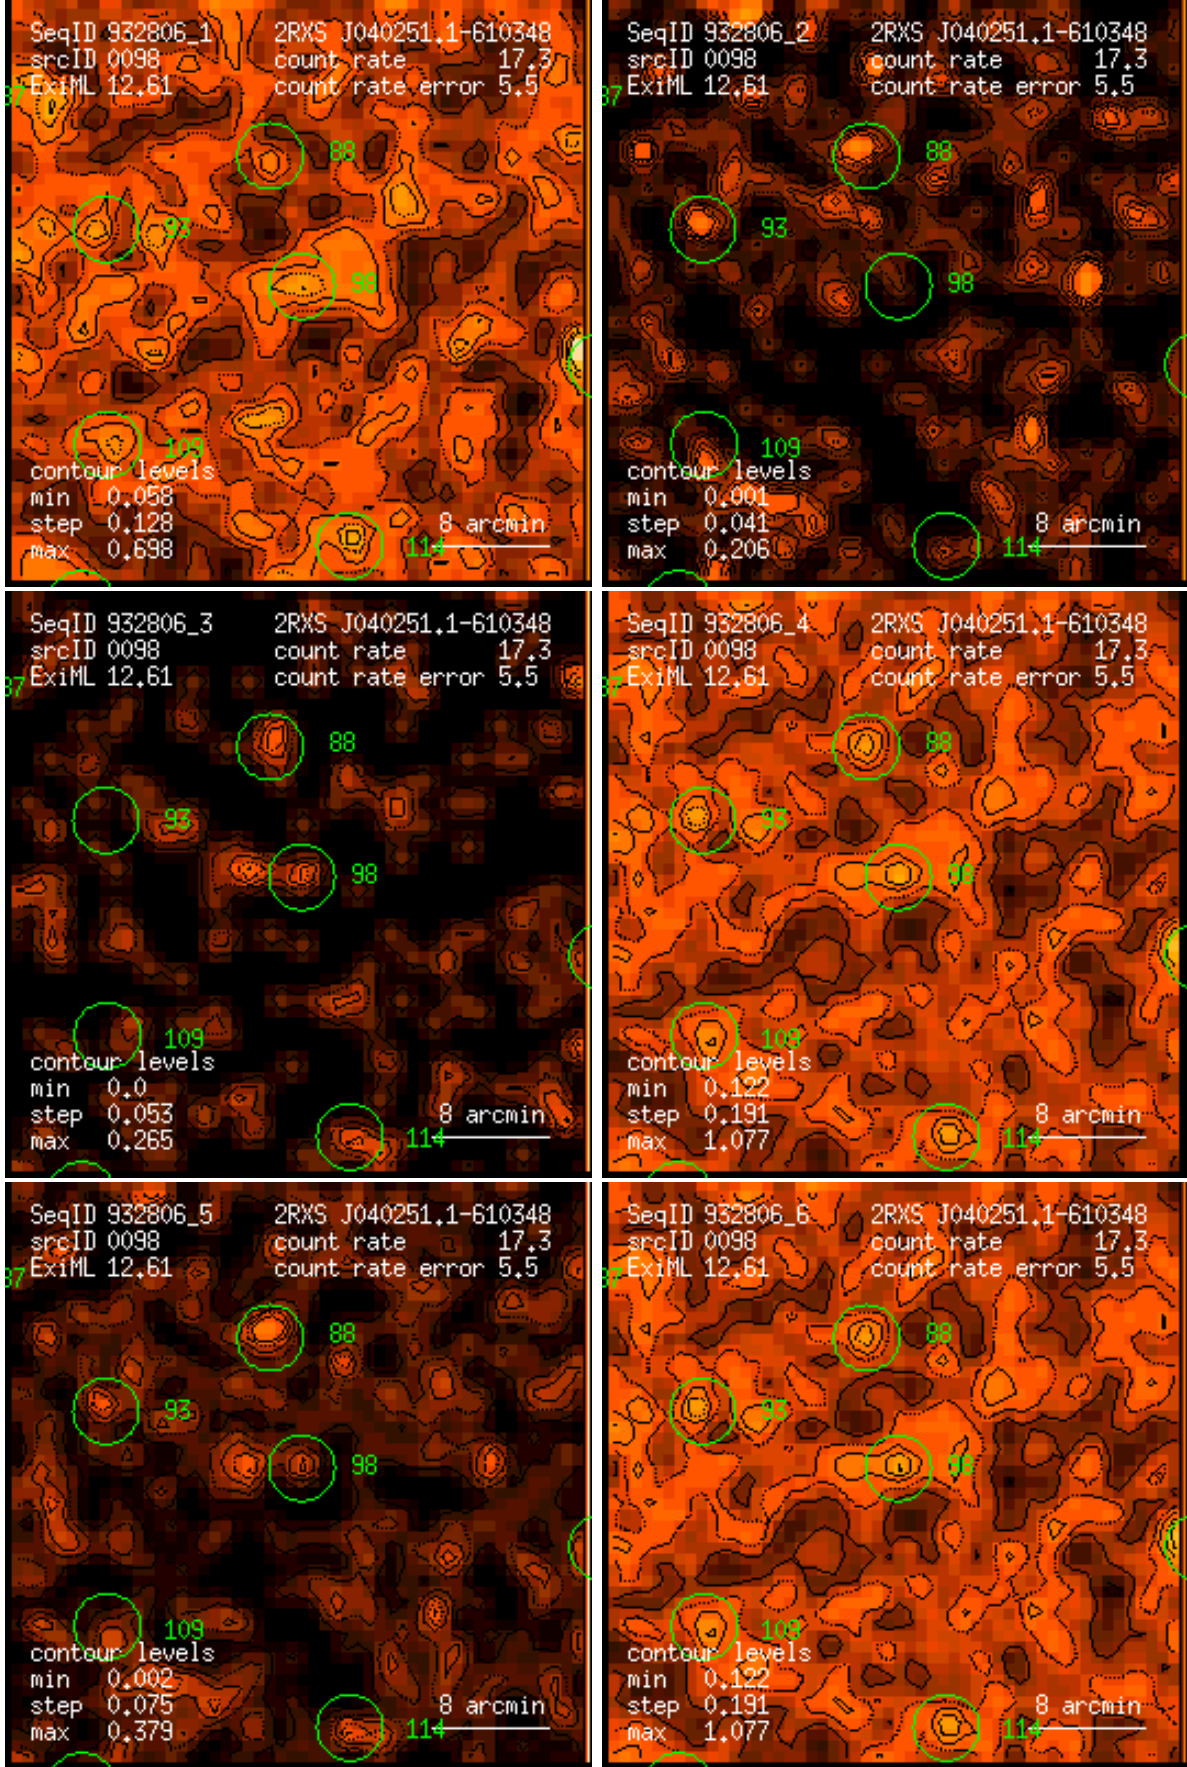 SeqID 932806_1 2RXS J040251.1-610348
srcID 0098 count rate 17.3
ExiML 12.61 count rate error 5.5
37
88
93
98
109
contour levels
min 0.058
step 0.128 8 arcmin
max 0.698 114
SeqID 932806_2 2RXS J040251.1-610348
srcID 0098 count rate 17.3
ExiML 12.61 count rate error 5.5
37
88
93
98
109
contour levels
min 0.001
step 0.041 8 arcmin
max 0.206 114
SeqID 932806_3 2RXS J040251.1-610348
srcID 0098 count rate 17.3
ExiML 12.61 count rate error 5.5
37
88
93
98
109
contour levels
min 0.0
step 0.053 8 arcmin
max 0.265 114
SeqID 932806_4 2RXS J040251.1-610348
srcID 0098 count rate 17.3
ExiML 12.61 count rate error 5.5
37
88
93
98
109
contour levels
min 0.122
step 0.191 8 arcmin
max 1.077 114
SeqID 932806_5 2RXS J040251.1-610348
srcID 0098 count rate 17.3
ExiML 12.61 count rate error 5.5
37
88
93
98
109
contour levels
min 0.002
step 0.075 8 arcmin
max 0.379 114
SeqID 932806_6 2RXS J040251.1-610348
srcID 0098 count rate 17.3
ExiML 12.61 count rate error 5.5
37
88
93
98
109
contour levels
min 0.122
step 0.191 8 arcmin
max 1.077 114